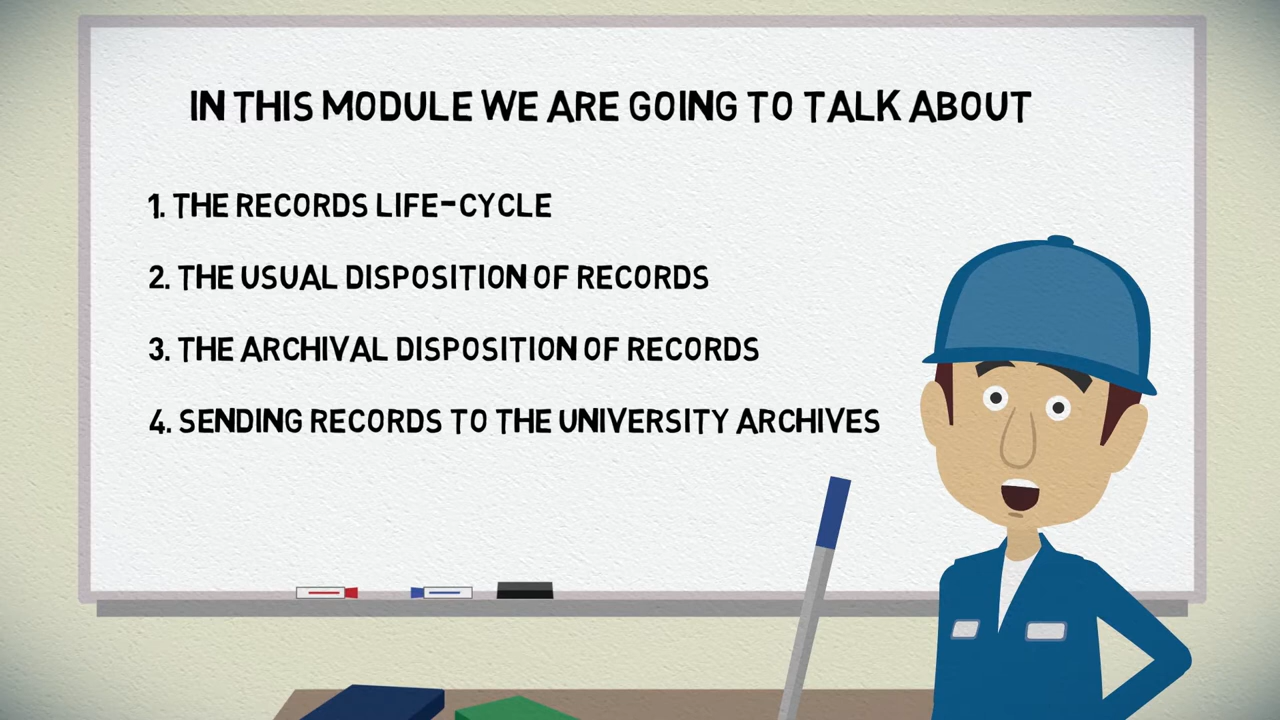 IN THIS MODULE WE ARE GOING TO TALK ABOUT
1. THE RECORDS LIFE-CYCLE
2. THE USUAL DISPOSITION OF RECORDS
3. THE ARCHIVAL DISPOSITION OF RECORDS
4. SENDING RECORDS TO THE UNIVERSITY ARCHIVES